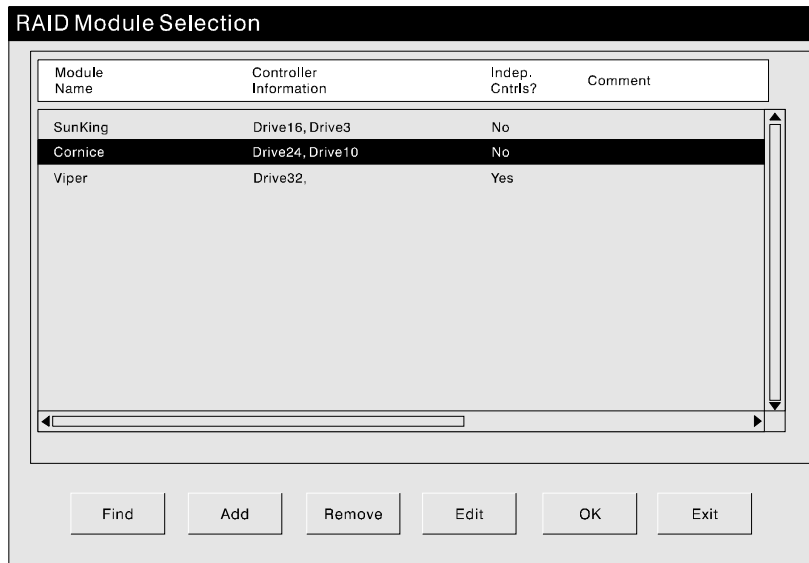 RAID Module Selection
Module Name Controller Information Indep. Cntrls? Comment
SunKing Drive16, Drive3 No
Cornice Drive24, Drive10 No
Viper Drive32, Yes
Find Add Remove Edit OK Exit